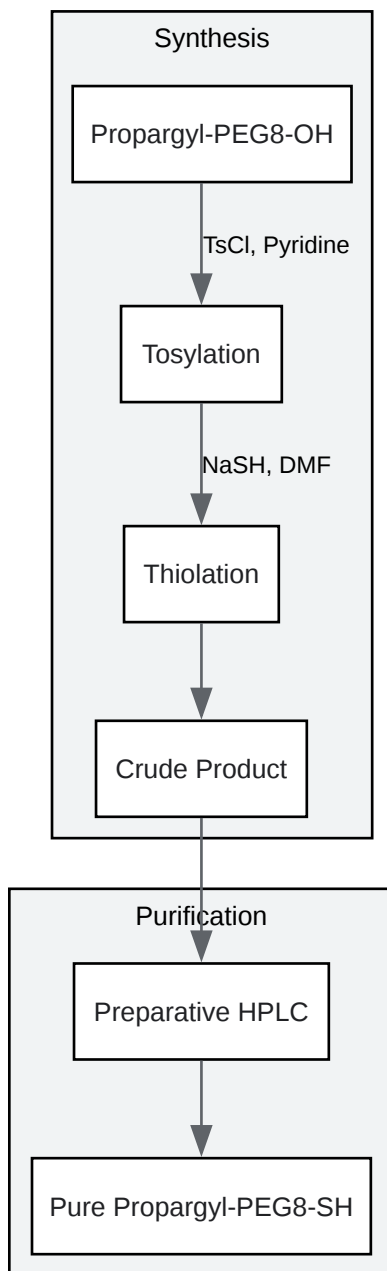 Synthesis
Propargyl-PEG8-OH
TsCl, Pyridine
Tosylation
NaSH, DMF
Thiolation
Crude Product
Purification
Preparative HPLC
Pure Propargyl-PEG8-SH